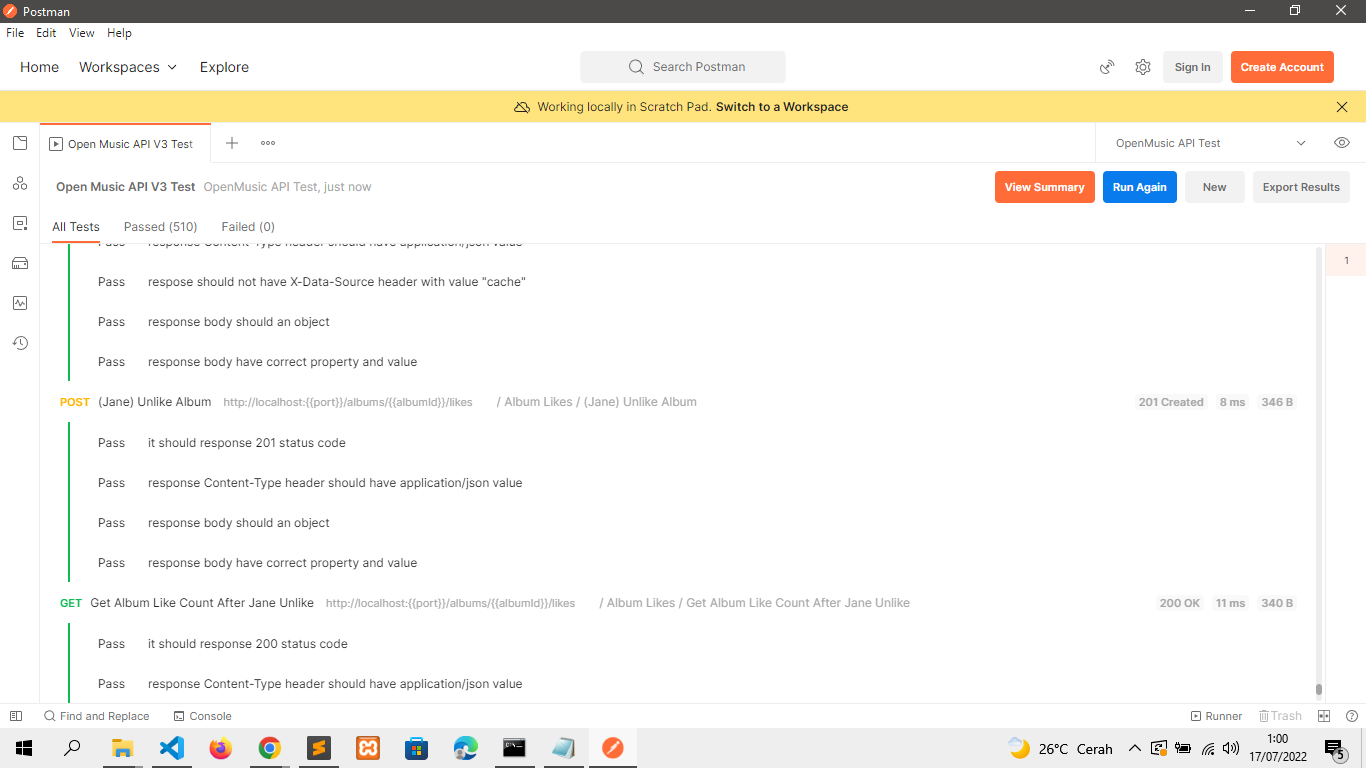 Postman
File Edit View Help
Home Workspaces Explore Search Postman Sign In Create Account
Working locally in Scratch Pad. Switch to a Workspace
Open Music API V3 Test OpenMusic API Test
Open Music API V3 Test OpenMusic API Test, just now View Summary Run Again New Export Results
All Tests Passed (510) Failed (0)
Pass response Content-Type header should have application/json value
1
Pass respose should not have X-Data-Source header with value "cache"
Pass response body should an object
Pass response body have correct property and value
POST (Jane) Unlike Album http://localhost:{{port}}/albums/{{albumId}}/likes / Album Likes / (Jane) Unlike Album 201 Created 8 ms 346 B
Pass it should response 201 status code
Pass response Content-Type header should have application/json value
Pass response body should an object
Pass response body have correct property and value
GET Get Album Like Count After Jane Unlike http://localhost:{{port}}/albums/{{albumId}}/likes / Album Likes / Get Album Like Count After Jane Unlike 200 OK 11 ms 340 B
Pass it should response 200 status code
Pass response Content-Type header should have application/json value
Find and Replace Console Runner Trash
26°C Cerah 1:00
17/07/2022 5